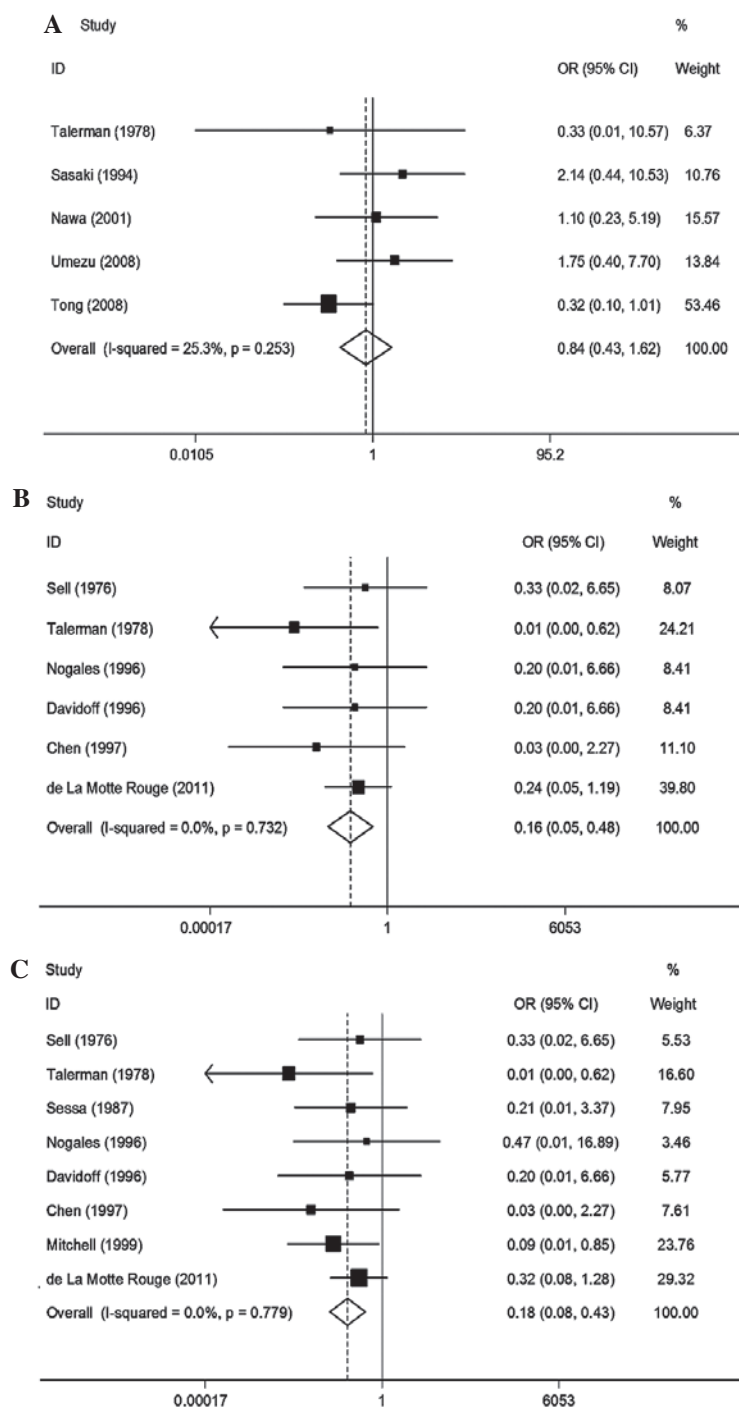 A Study %
ID OR (95% CI) Weight
Talerman (1978) 0.33 (0.01, 10.57) 6.37
Sasaki (1994) 2.14 (0.44, 10.53) 10.76
Nawa (2001) 1.10 (0.23, 5.19) 15.57
Umezu (2008) 1.75 (0.40, 7.70) 13.84
Tong (2008) 0.32 (0.10, 1.01) 53.46
Overall (I-squared = 25.3%, p = 0.253) 0.84 (0.43, 1.62) 100.00
0.0105 1 95.2
B Study %
ID OR (95% CI) Weight
Sell (1976) 0.33 (0.02, 6.65) 8.07
Talerman (1978) 0.01 (0.00, 0.62) 24.21
Nogales (1996) 0.20 (0.01, 6.66) 8.41
Davidoff (1996) 0.20 (0.01, 6.66) 8.41
Chen (1997) 0.03 (0.00, 2.27) 11.10
de La Motte Rouge (2011) 0.24 (0.05, 1.19) 39.80
Overall (I-squared = 0.0%, p = 0.732) 0.16 (0.05, 0.48) 100.00
0.00017 1 6053
C Study %
ID OR (95% CI) Weight
Sell (1976) 0.33 (0.02, 6.65) 5.53
Talerman (1978) 0.01 (0.00, 0.62) 16.60
Sessa (1987) 0.21 (0.01, 3.37) 7.95
Nogales (1996) 0.47 (0.01, 16.89) 3.46
Davidoff (1996) 0.20 (0.01, 6.66) 5.77
Chen (1997) 0.03 (0.00, 2.27) 7.61
Mitchell (1999) 0.09 (0.01, 0.85) 23.76
de La Motte Rouge (2011) 0.32 (0.08, 1.28) 29.32
Overall (I-squared = 0.0%, p = 0.779) 0.18 (0.08, 0.43) 100.00
0.00017 1 6053